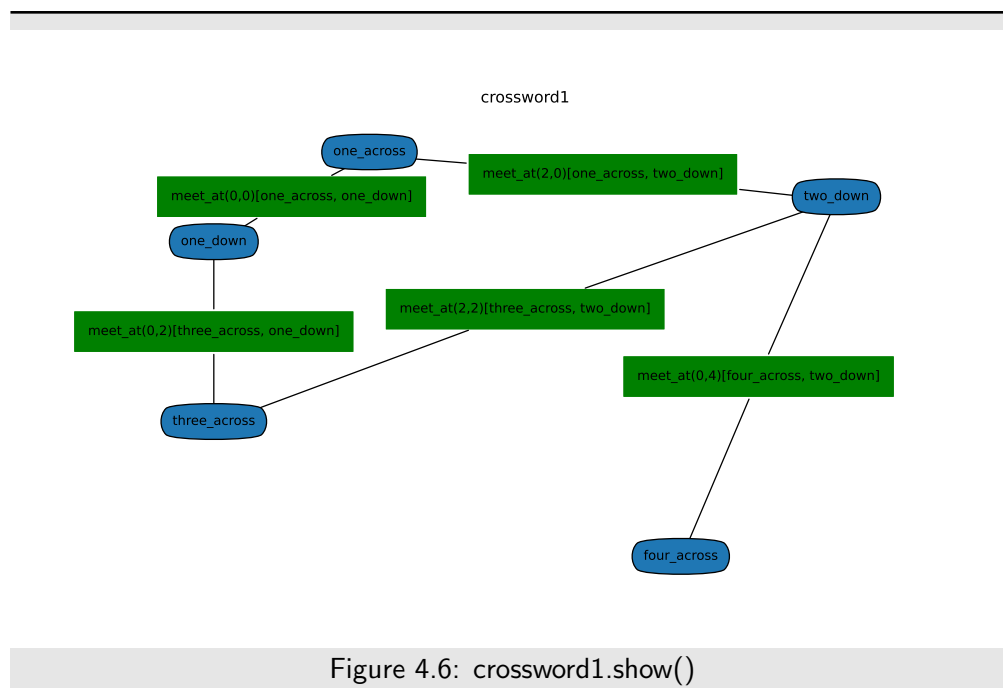 crossword1
one_across
meet_at(2,0)[one_across, two_down]
meet_at(0,0)[one_across, one_down]
two_down
one_down
meet_at(2,2)[three_across, two_down]
meet_at(0,2)[three_across, one_down]
meet_at(0,4)[four_across, two_down]
three_across
four_across
Figure 4.6: crossword1.show()